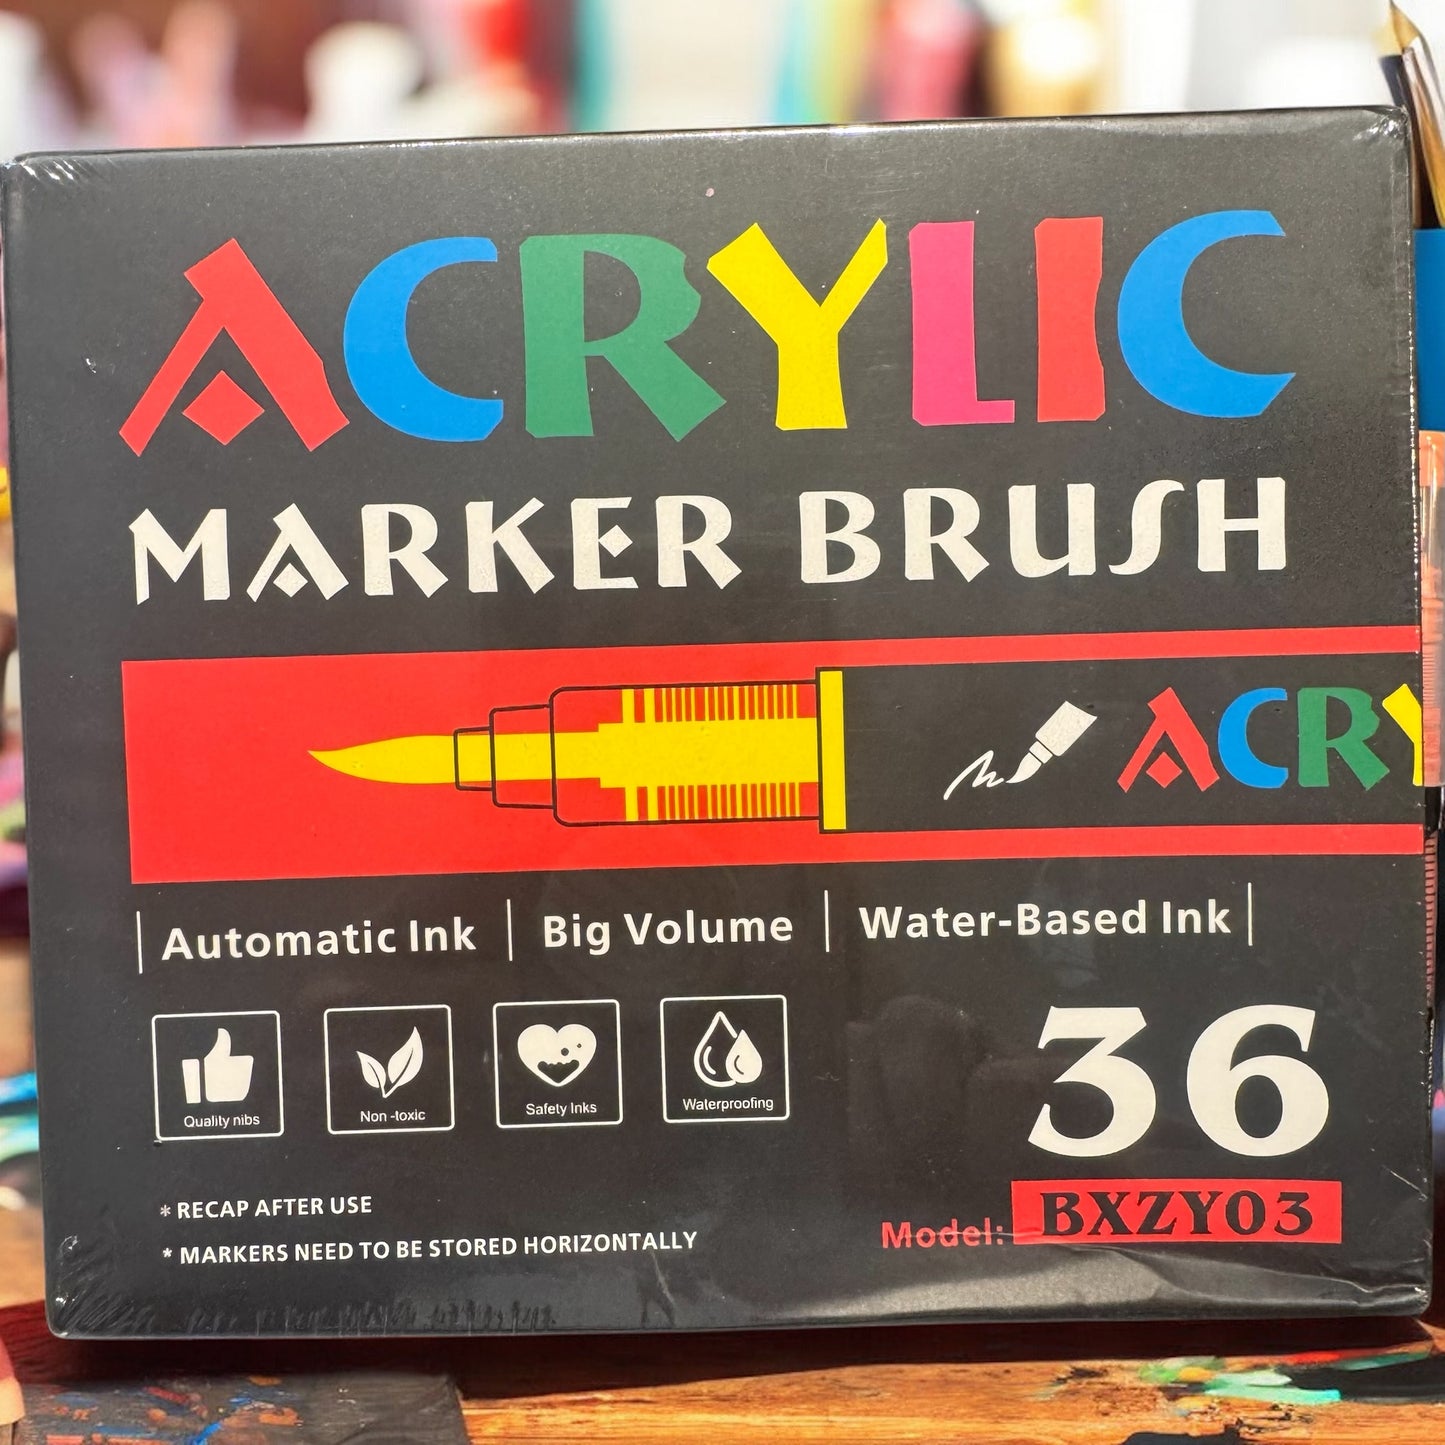 ACRYLIC
MARKER BRUSH
ACRY
Automatic Ink | Big Volume | Water-Based Ink
Quality nibs
Non -toxic
Safety Inks
Waterproofing
36
* RECAP AFTER USE
* MARKERS NEED TO BE STORED HORIZONTALLY
Model: BXZY03